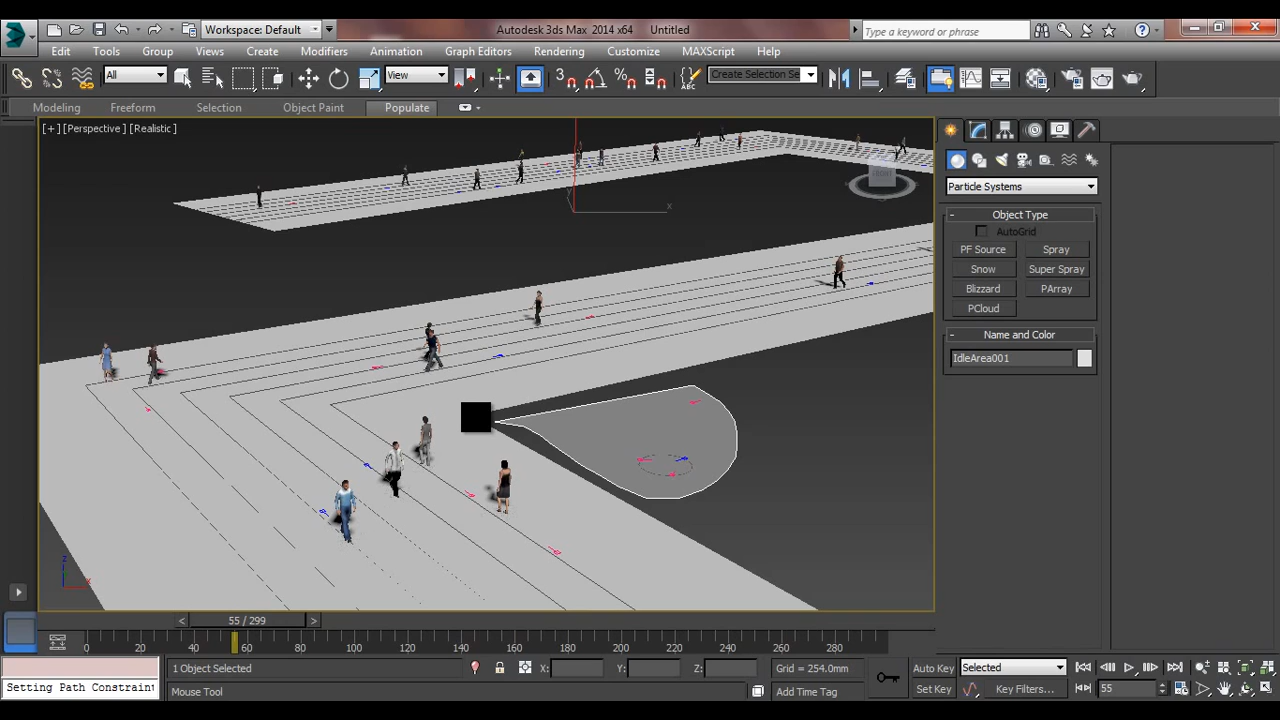 Workspace: Default
Autodesk 3ds Max 2014 x64 Untitled
Type a keyword or phrase
Edit Tools Group Views Create Modifiers Animation Graph Editors Rendering Customize MAXScript Help
All
View
3
%
ABC
Create Selection Se
Modeling Freeform Selection Object Paint Populate
[+] [Perspective] [Realistic]
FRONT
x
Particle Systems
- Object Type
AutoGrid
PF Source Spray
Snow Super Spray
Blizzard PArray
PCloud
- Name and Color
IdleArea001
z
x
< 55 / 299 >
0 20 40 60 80 100 120 140 160 180 200 220 240 260 280
1 Object Selected X: Y: Z: Grid = 254.0mm Auto Key Selected
Setting Path Constraint
Mouse Tool Add Time Tag Set Key Key Filters... 55